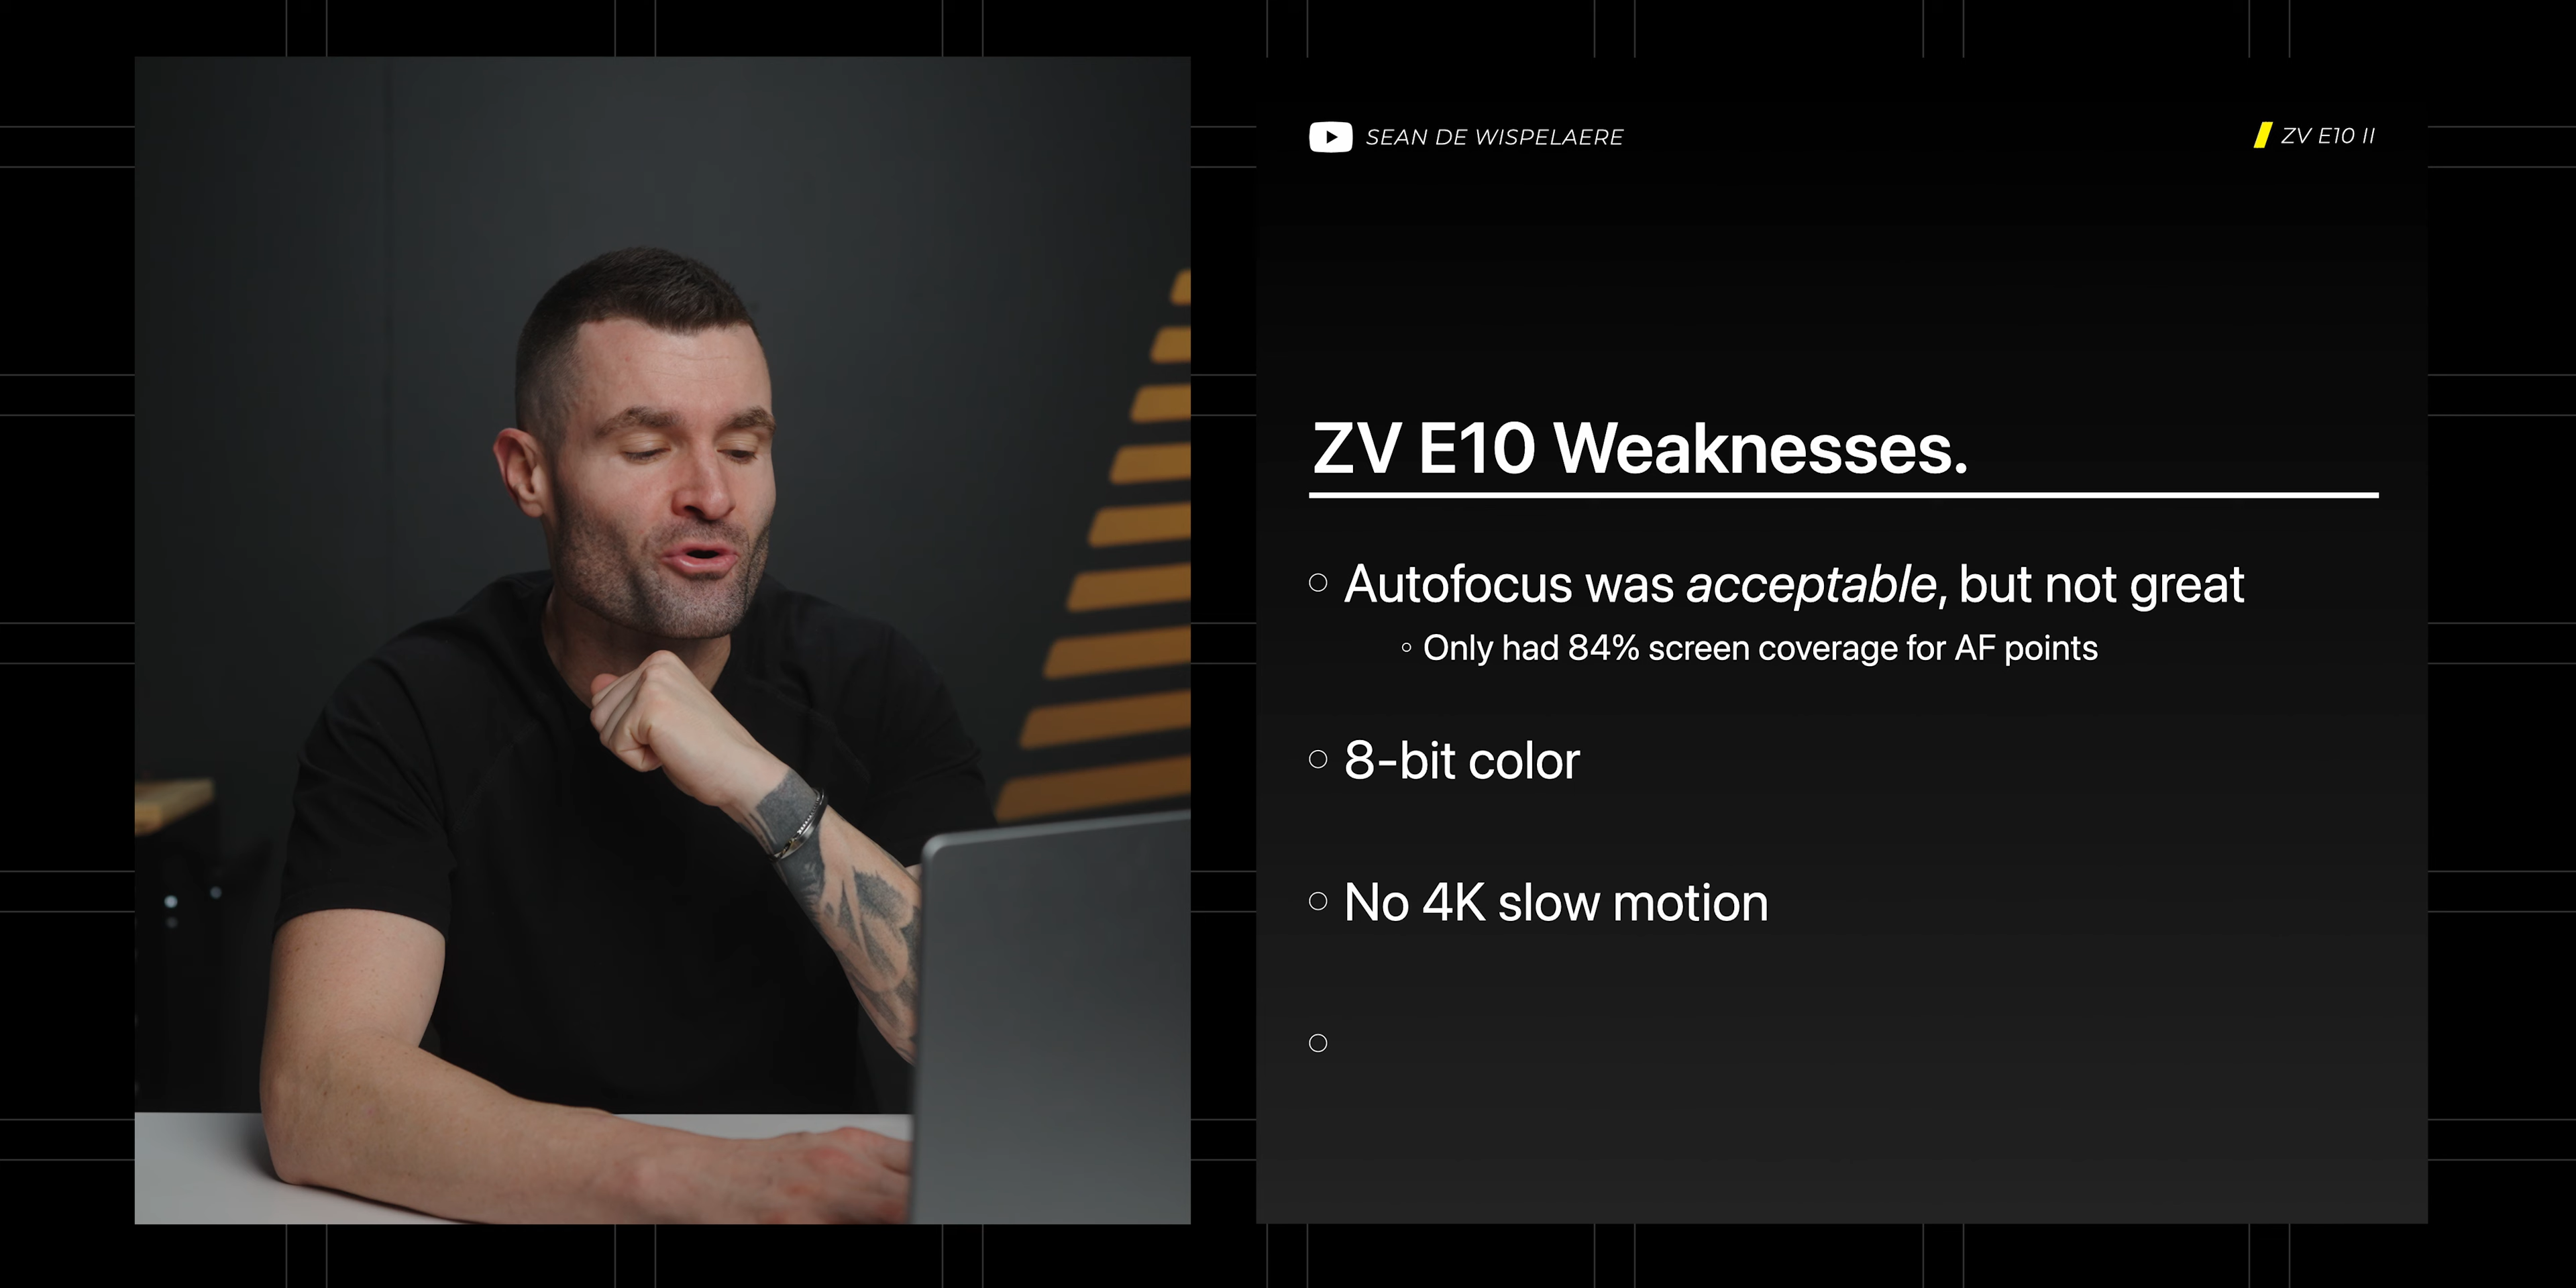 SEAN DE WISPELAERE
ZV E10 II
ZV E10 Weaknesses.
Autofocus was acceptable, but not great
Only had 84% screen coverage for AF points
8-bit color
No 4K slow motion